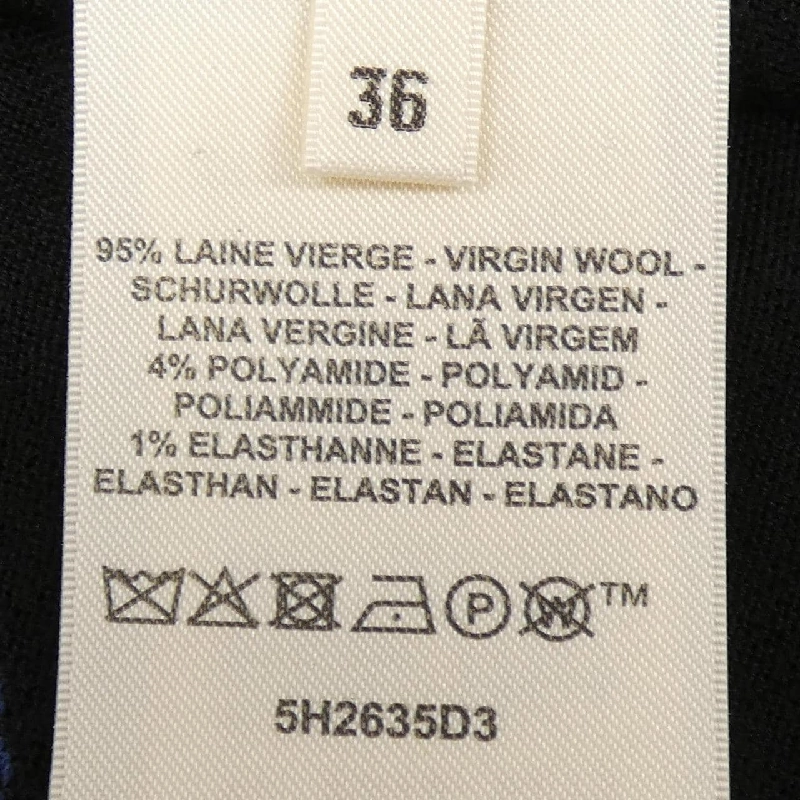 36
95% LAINE VIERGE - VIRGIN WOOL -
SCHURWOLLE - LANA VIRGEN -
LANA VERGINE - LÃ VIRGEM
4% POLYAMIDE - POLYAMID -
POLIAMMIDE - POLIAMIDA
1% ELASTHANNE - ELASTANE -
ELASTHAN - ELASTAN - ELASTANO
P W TM
5H2635D3